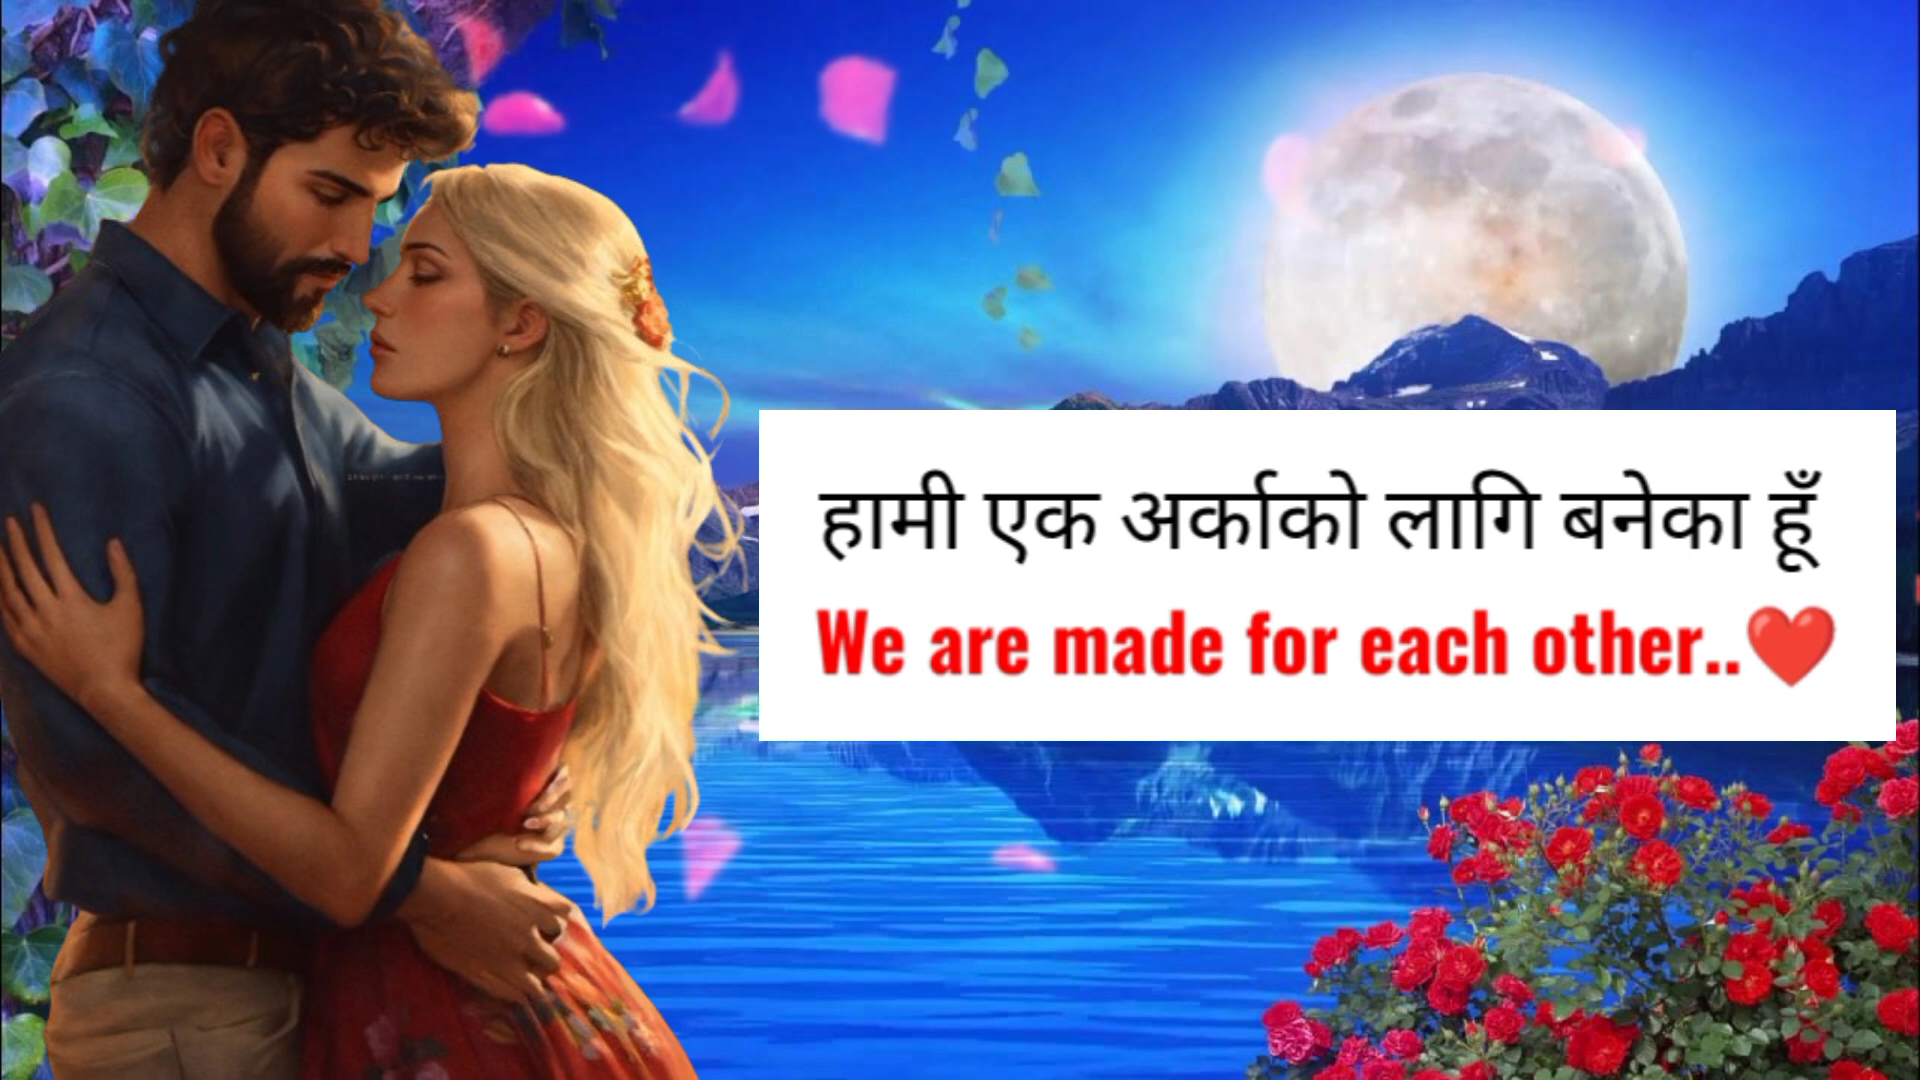 हामी एक अर्काको लागि बनेका हूँ
We are made for each other..❤️